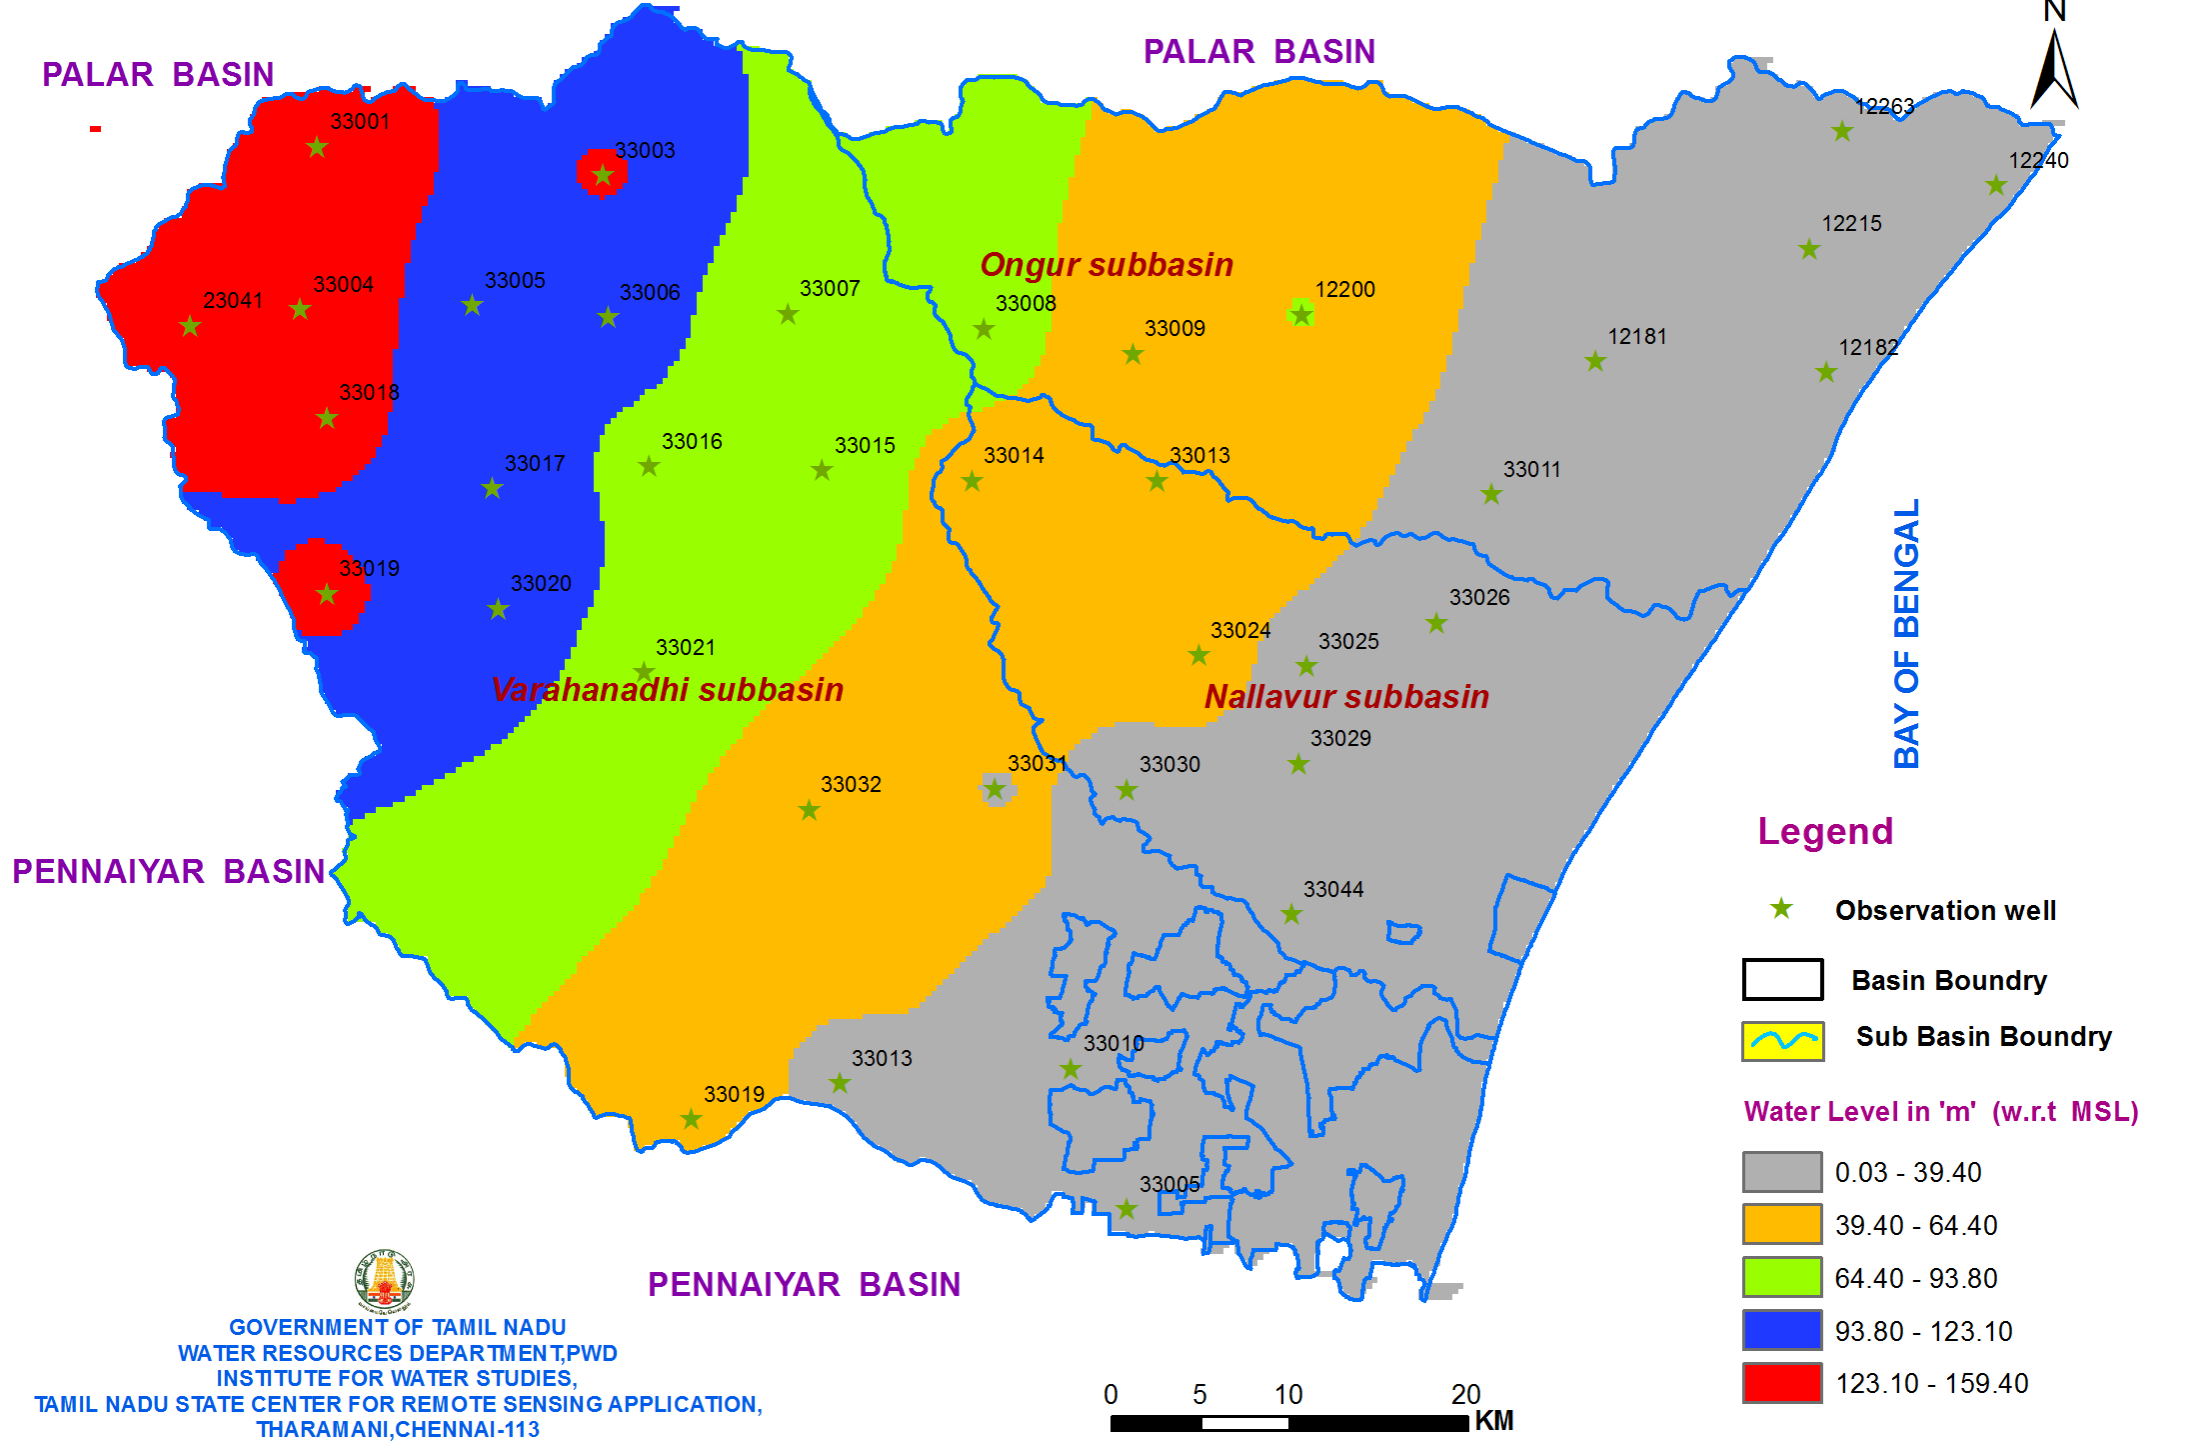 N
PALAR BASIN
PALAR BASIN
33001
33003
12263
12240
12215
23041
33004
33005
33006
33007
33008
33009
12200
12181
12182
Ongur subbasin
33018
33017
33016
33015
33014
33013
33011
33019
33020
33021
33024
33025
33026
Varahanadhi subbasin
Nallavur subbasin
BAY OF BENGAL
33029
33030
33031
33032
33044
PENNAIYAR BASIN
33010
33013
33019
33005
PENNAIYAR BASIN
Legend
Observation well
Basin Boundry
Sub Basin Boundry
Water Level in 'm' (w.r.t MSL)
0.03 - 39.40
39.40 - 64.40
64.40 - 93.80
93.80 - 123.10
123.10 - 159.40
GOVERNMENT OF TAMIL NADU
WATER RESOURCES DEPARTMENT,PWD
INSTITUTE FOR WATER STUDIES,
TAMIL NADU STATE CENTER FOR REMOTE SENSING APPLICATION,
THARAMANI,CHENNAI-113
0 5 10 20
KM